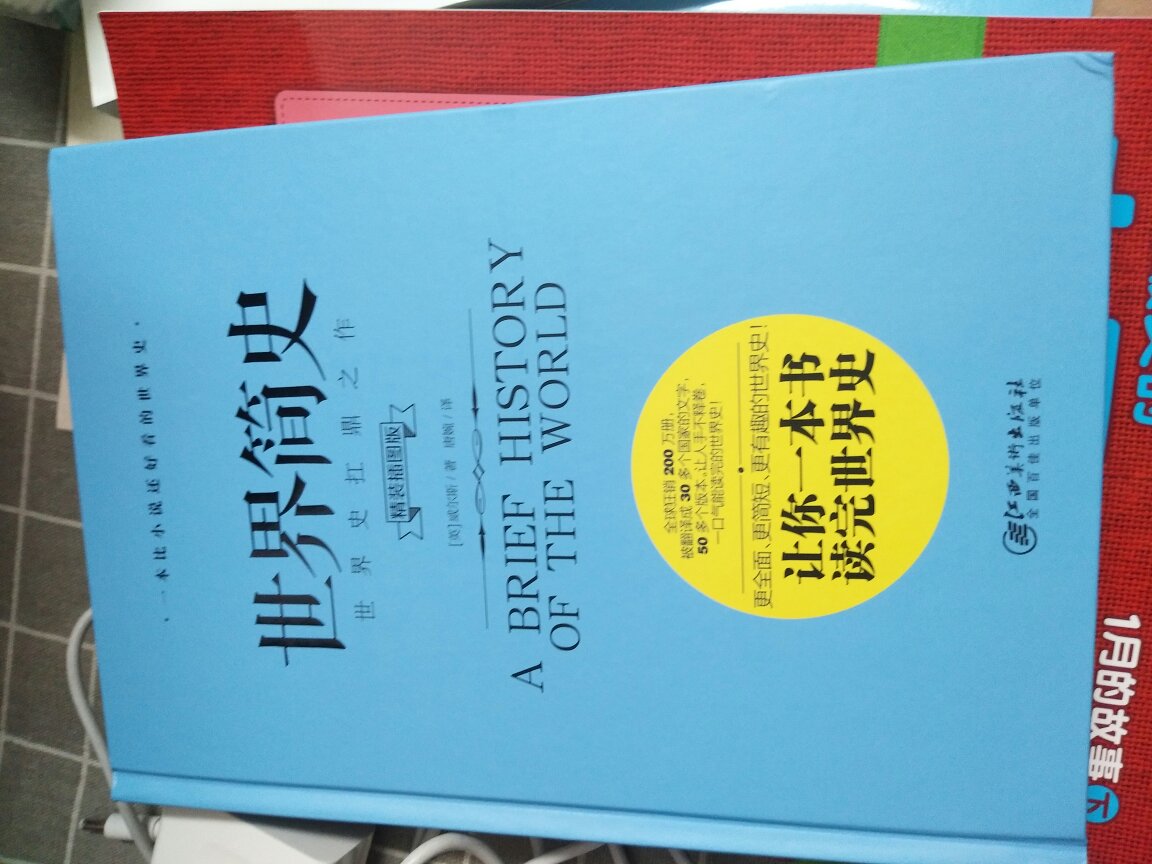 ·一本比小说还好看的世界史·
世界简史
世界史扛鼎之作
精装插图版
[英]威尔斯/著 唐婉/译
A BRIEF HISTORY
OF THE WORLD
全球狂销200万册,
被翻译成30多个国家的文字,
50多个版本,让人手不释卷,
一口气能读完的世界史!
更全面、更简短、更有趣的世界史!
让你一本书
读完世界史
江西美术出版社
全国百佳出版单位
1月的故事 下